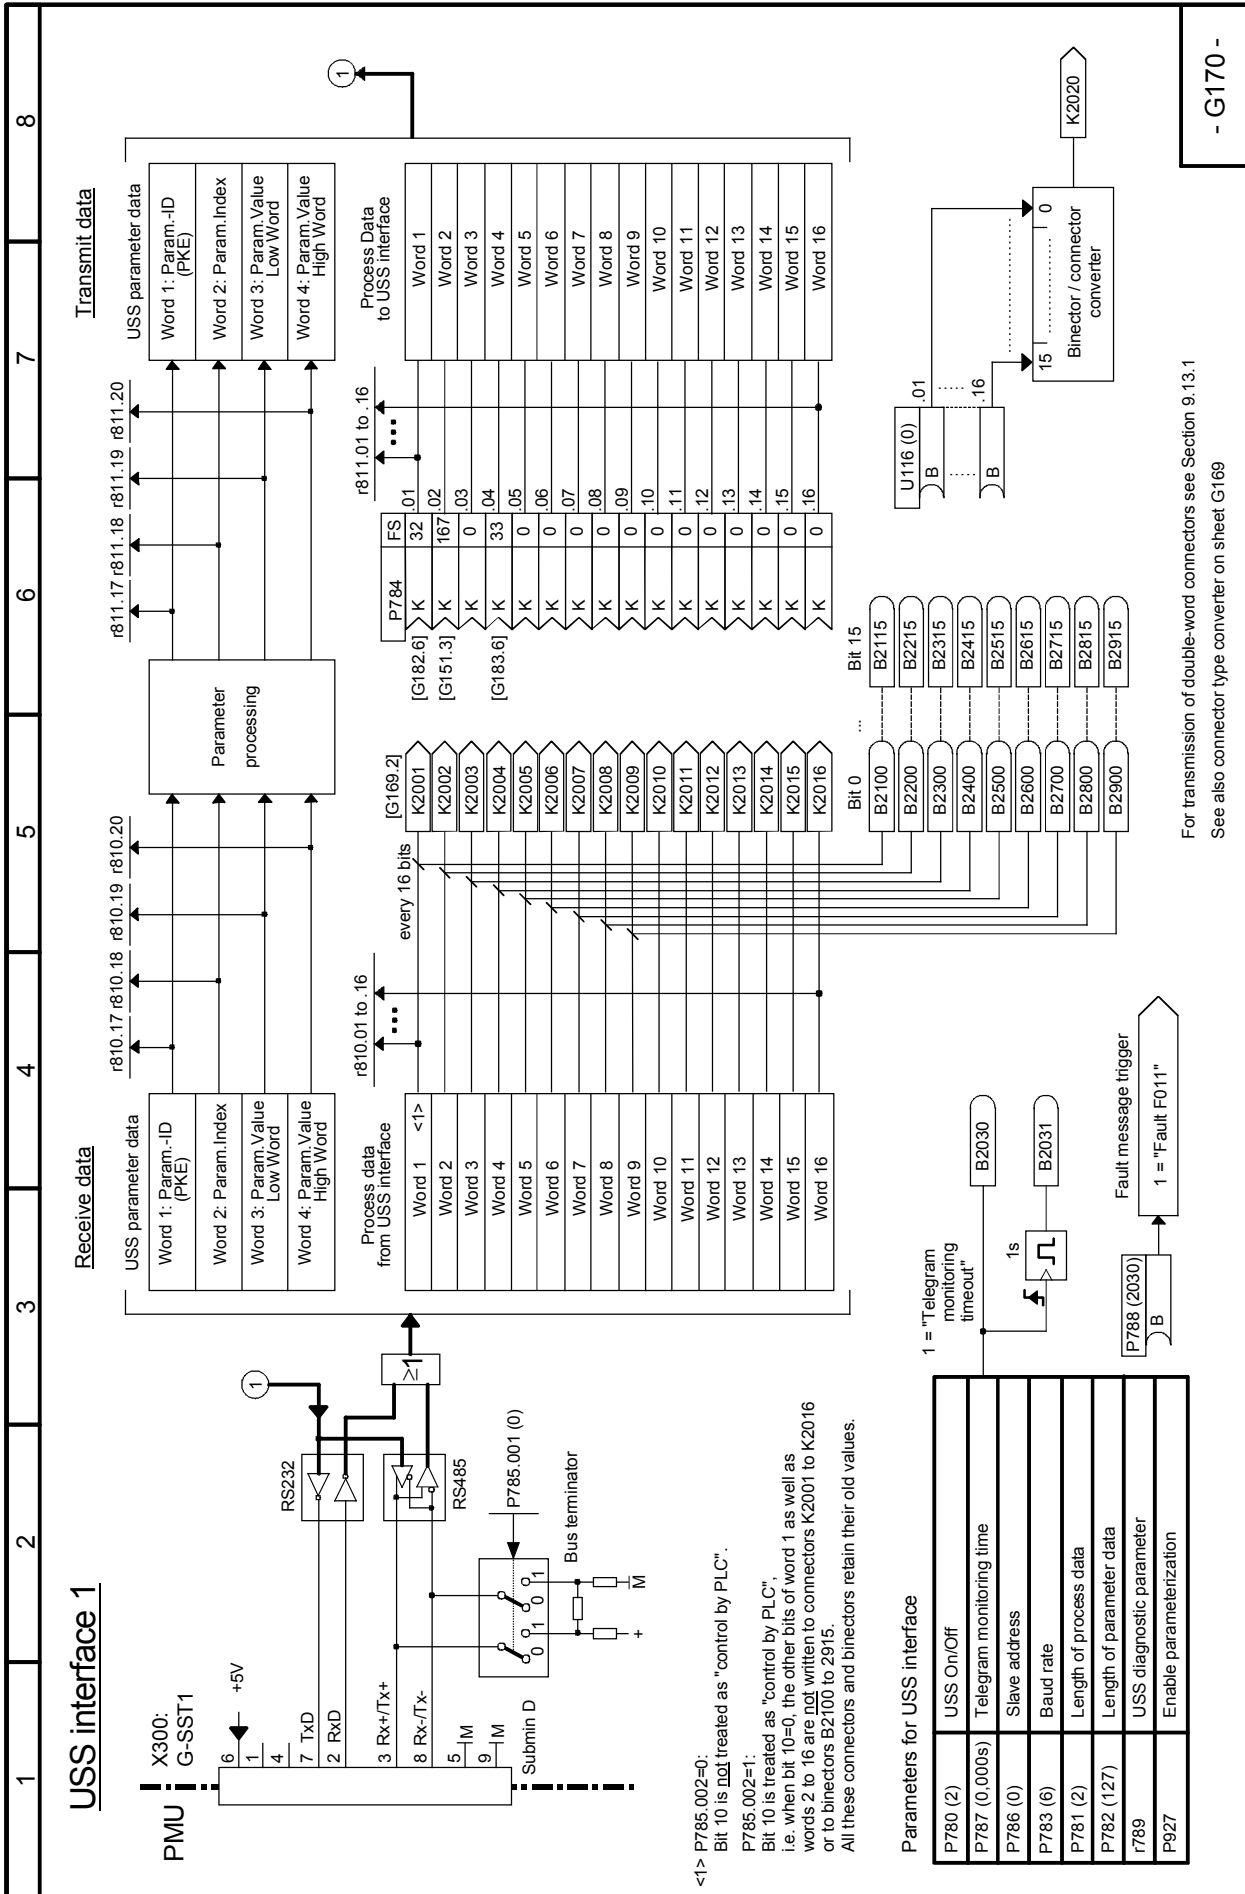 1
2
3
4
5
6
7
8
USS interface 1
PMU
X300:
G-SST1
6
+5V
1
4
7 TxD
2 RxD
3 Rx+/Tx+
8 Rx-/Tx-
5
M
9
M
Submin D
RS232
RS485
1
≥1
P785.001 (0)
0 1 0 1
+
M
Bus terminator
<1> P785.002=0:
Bit 10 is not treated as "control by PLC".
P785.002=1:
Bit 10 is treated as "control by PLC",
i.e. when bit 10=0, the other bits of word 1 as well as
words 2 to 16 are not written to connectors K2001 to K2016
or to binectors B2100 to 2915.
All these connectors and binectors retain their old values.
Parameters for USS interface
P780 (2) USS On/Off
P787 (0,000s) Telegram monitoring time
P786 (0) Slave address
P783 (6) Baud rate
P781 (2) Length of process data
P782 (127) Length of parameter data
r789 USS diagnostic parameter
P927 Enable parameterization
1 = "Telegram
monitoring
timeout"
1s
B2030
B2031
Fault message trigger
P788 (2030)
B
1 = "Fault F011"
Receive data
USS parameter data
Word 1: Param.-ID
(PKE)
Word 2: Param.Index
Word 3: Param.Value
Low Word
Word 4: Param.Value
High Word
r810.17 r810.18 r810.19 r810.20
Parameter
processing
r811.17 r811.18 r811.19 r811.20
Transmit data
USS parameter data
Word 1: Param.-ID
(PKE)
Word 2: Param.Index
Word 3: Param.Value
Low Word
Word 4: Param.Value
High Word
1
Process data
from USS interface
Word 1 <1>
Word 2
Word 3
Word 4
Word 5
Word 6
Word 7
Word 8
Word 9
Word 10
Word 11
Word 12
Word 13
Word 14
Word 15
Word 16
r810.01 to .16
every 16 bits
[G169.2]
K2001
K2002
K2003
K2004
K2005
K2006
K2007
K2008
K2009
K2010
K2011
K2012
K2013
K2014
K2015
K2016
Bit 0 ... Bit 15
B2100 B2115
B2200 B2215
B2300 B2315
B2400 B2415
B2500 B2515
B2600 B2615
B2700 B2715
B2800 B2815
B2900 B2915
P784 FS
[G182.6] K 32 .01
[G151.3] K 167 .02
K 0 .03
[G183.6] K 33 .04
K 0 .05
K 0 .06
K 0 .07
K 0 .08
K 0 .09
K 0 .10
K 0 .11
K 0 .12
K 0 .13
K 0 .14
K 0 .15
K 0 .16
r811.01 to .16
Process Data
to USS interface
Word 1
Word 2
Word 3
Word 4
Word 5
Word 6
Word 7
Word 8
Word 9
Word 10
Word 11
Word 12
Word 13
Word 14
Word 15
Word 16
U116 (0)
B .01
B .16
15 0
Binector / connector
converter
K2020
For transmission of double-word connectors see Section 9.13.1
See also connector type converter on sheet G169
- G170 -